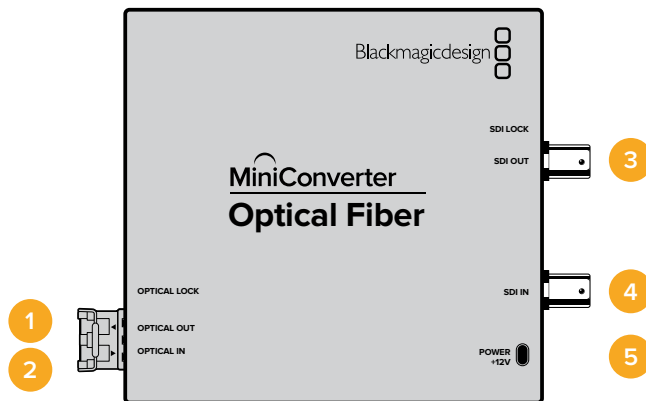 Blackmagicdesign
SDI LOCK
SDI OUT
3
MiniConverter
Optical Fiber
OPTICAL LOCK
SDI IN
4
1
OPTICAL OUT
2
OPTICAL IN
POWER
+12V
5